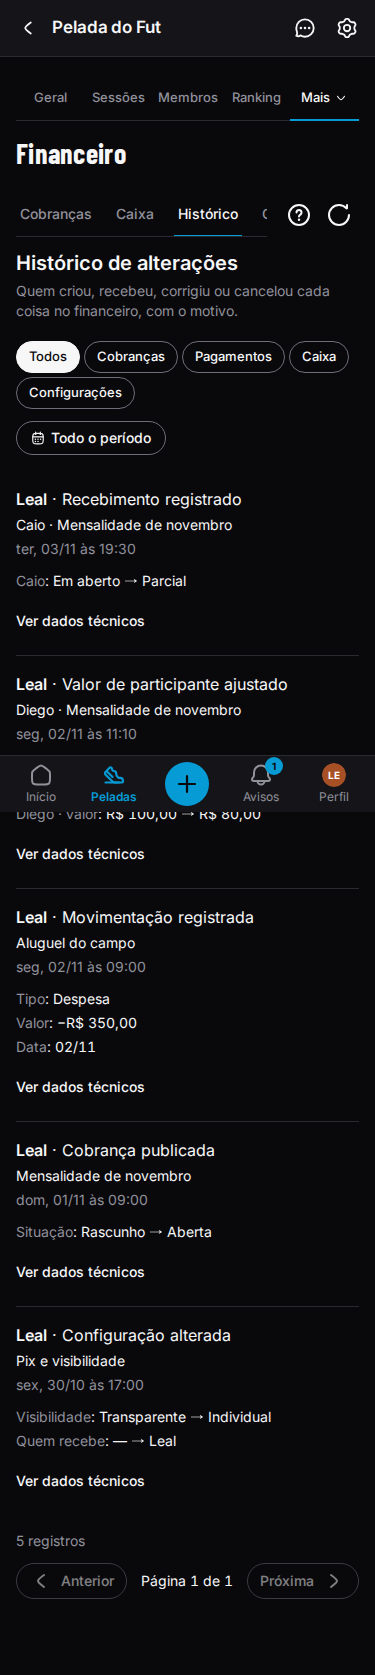 Pelada do Fut
Geral Sessões Membros Ranking Mais
Financeiro
Cobranças Caixa Histórico
Histórico de alterações
Quem criou, recebeu, corrigiu ou cancelou cada
coisa no financeiro, com o motivo.
Todos Cobranças Pagamentos Caixa
Configurações
Todo o período
Leal · Recebimento registrado
Caio · Mensalidade de novembro
ter, 03/11 às 19:30
Caio: Em aberto → Parcial
Ver dados técnicos
Leal · Valor de participante ajustado
Diego · Mensalidade de novembro
seg, 02/11 às 11:10
1
LE
Início Peladas Avisos Perfil
Diego · Valor: R$ 100,00 → R$ 80,00
Ver dados técnicos
Leal · Movimentação registrada
Aluguel do campo
seg, 02/11 às 09:00
Tipo: Despesa
Valor: −R$ 350,00
Data: 02/11
Ver dados técnicos
Leal · Cobrança publicada
Mensalidade de novembro
dom, 01/11 às 09:00
Situação: Rascunho → Aberta
Ver dados técnicos
Leal · Configuração alterada
Pix e visibilidade
sex, 30/10 às 17:00
Visibilidade: Transparente → Individual
Quem recebe: — → Leal
Ver dados técnicos
5 registros
Anterior Página 1 de 1 Próxima